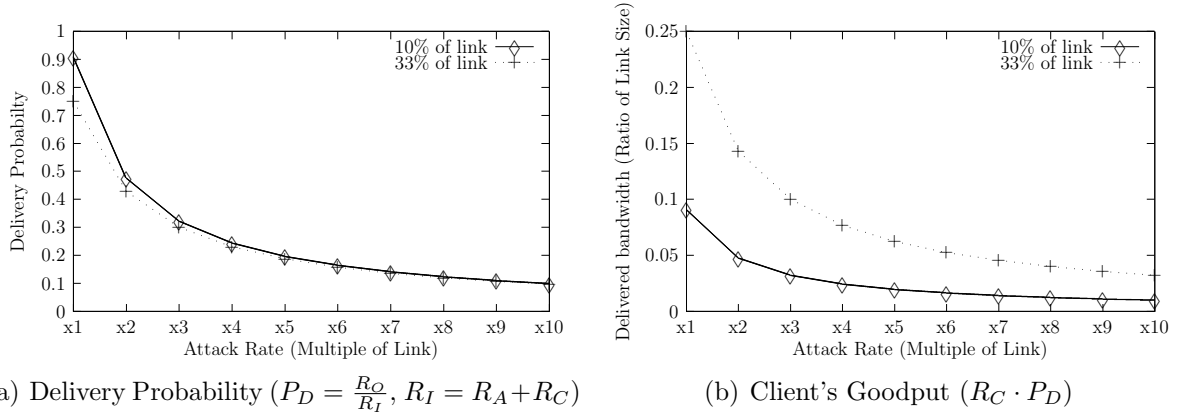 1
0.9
0.8
0.7
0.6
0.5
0.4
0.3
0.2
0.1
0
Delivery Probabilty
10% of link
33% of link
x1 x2 x3 x4 x5 x6 x7 x8 x9 x10
Attack Rate (Multiple of Link)
a) Delivery Probability (P_D = R_O/R_I, R_I = R_A+R_C)
0.25
0.2
0.15
0.1
0.05
0
Delivered bandwidth (Ratio of Link Size)
10% of link
33% of link
x1 x2 x3 x4 x5 x6 x7 x8 x9 x10
Attack Rate (Multiple of Link)
(b) Client's Goodput (R_C · P_D)